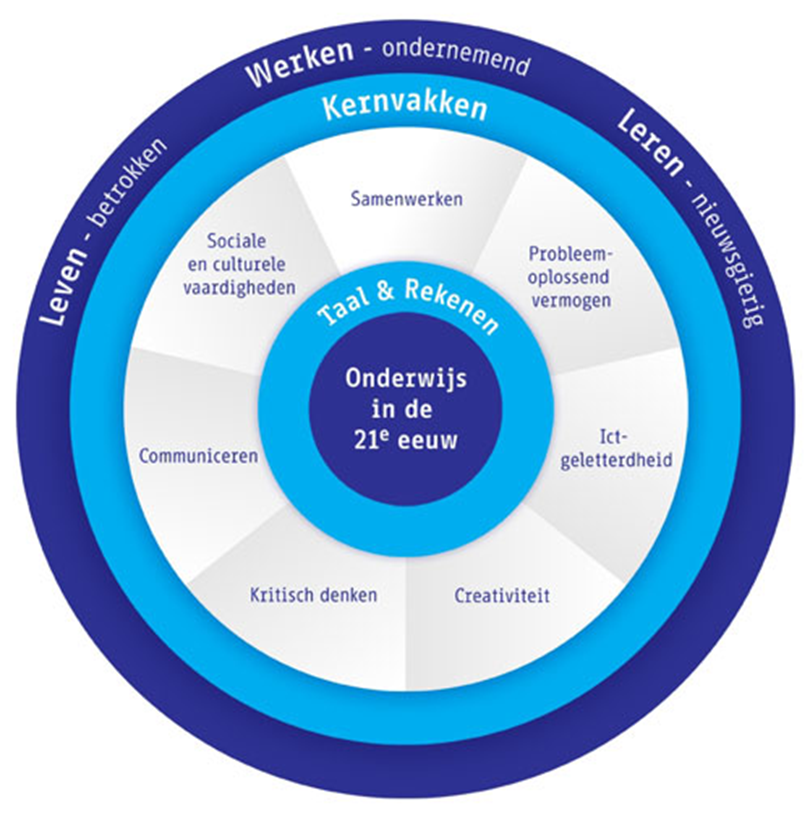 Werken - ondernemend
Leren - nieuwsgierig
Leven - betrokken
Kernvakken
Samenwerken
Probleem-
oplossend
vermogen
Ict-
geletterdheid
Creativiteit
Kritisch denken
Communiceren
Sociale
en culturele
vaardigheden
Taal & Rekenen
Onderwijs
in de
21e eeuw